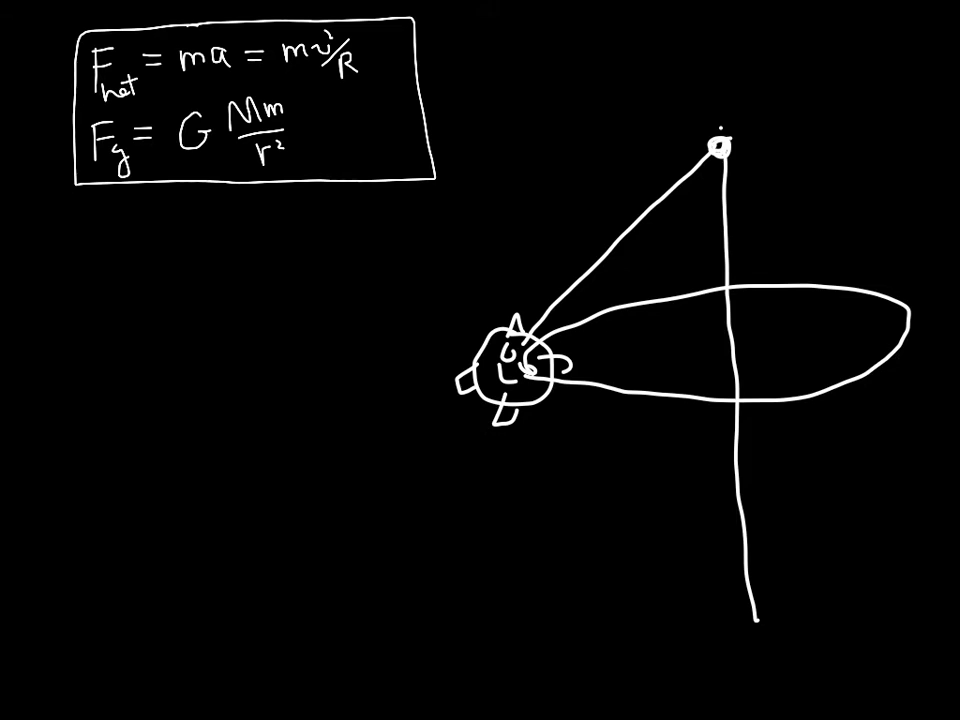 F_net = ma = mv²/R
F_g = G Mm/r²